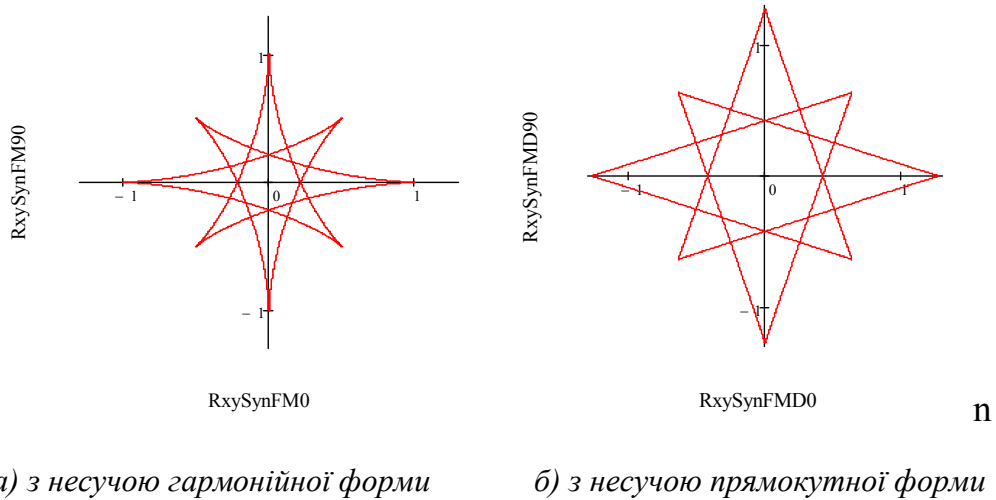 RxySynFM90
1
– 1
0
1
– 1
RxySynFM0
RxySynFMD90
1
– 1
0
1
– 1
RxySynFMD0
n
а) з несучою гармонійної форми
б) з несучою прямокутної форми